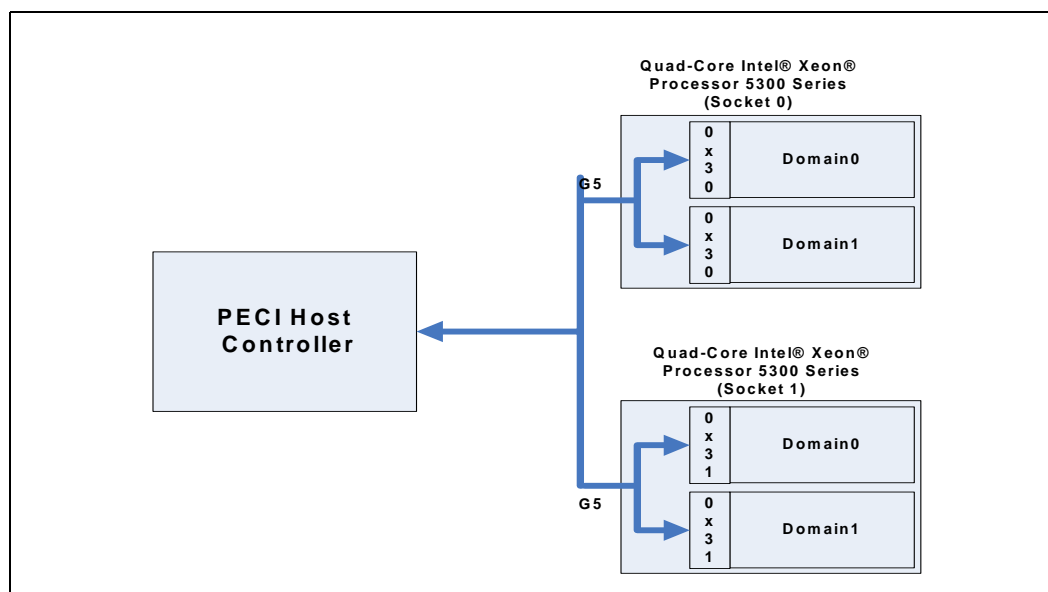 Quad-Core Intel® Xeon®
Processor 5300 Series
(Socket 0)
0
x
3
0
Domain0
G5
0
x
3
0
Domain1
PECI Host
Controller
Quad-Core Intel® Xeon®
Processor 5300 Series
(Socket 1)
0
x
3
1
Domain0
G5
0
x
3
1
Domain1